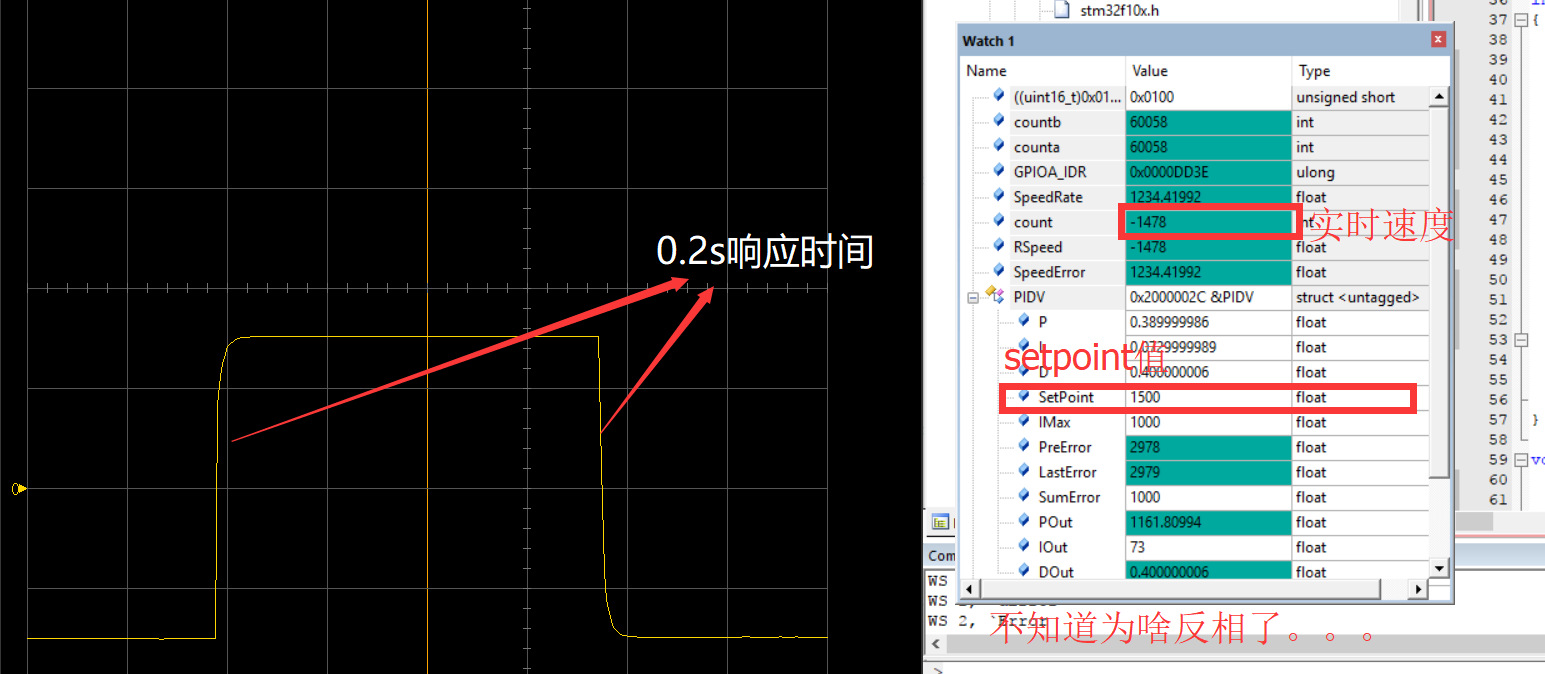 stm32f10x.h
Watch 1
Name Value Type
((uint16_t)0x01... 0x0100 unsigned short
countb 60058 int
counta 60058 int
GPIOA_IDR 0x0000DD3E ulong
SpeedRate 1234.41992 float
count -1478 int
实时速度
RSpeed -1478 float
SpeedError 1234.41992 float
PIDV 0x2000002C &PIDV struct <untagged>
P 0.389999986 float
I 0.0729999989 float
setpoint值
D 0.400000006 float
SetPoint 1500 float
IMax 1000 float
PreError 2978 float
LastError 2979 float
SumError 1000 float
POut 1161.80994 float
IOut 73 float
DOut 0.400000006 float
0.2s响应时间
0
37
38
39
40
41
42
43
44
45
46
47
48
49
50
51
52
53
54
55
56
57 }
58
59 vo
60
61
Com
WS
WS
WS 2, `Error
不知道为啥反相了。。。
>